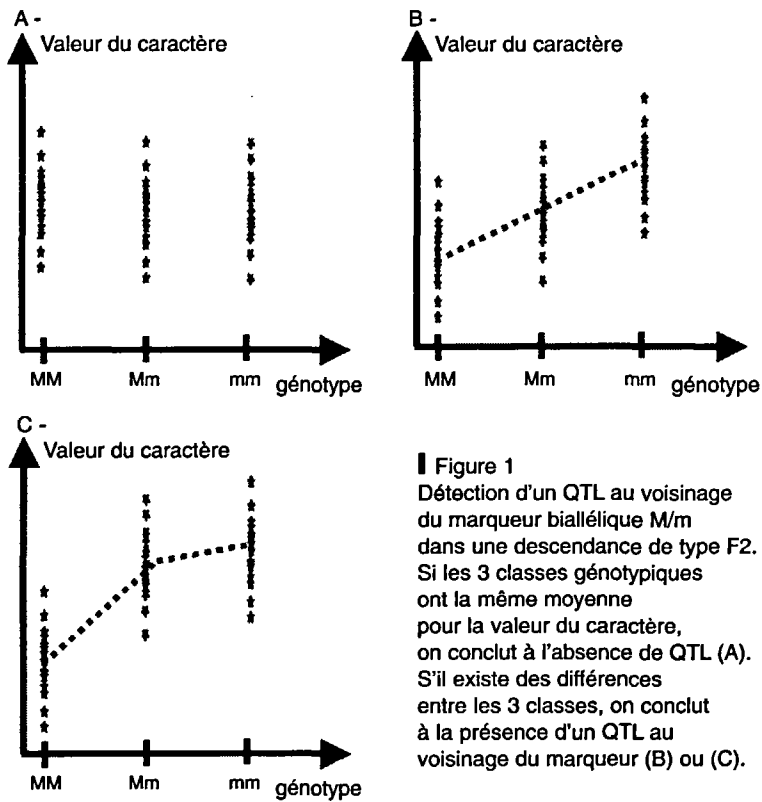 A -
Valeur du caractère
MM Mm mm génotype
B -
Valeur du caractère
MM Mm mm génotype
C -
Valeur du caractère
MM Mm mm génotype
Figure 1
Détection d'un QTL au voisinage
du marqueur biallélique M/m
dans une descendance de type F2.
Si les 3 classes génotypiques
ont la même moyenne
pour la valeur du caractère,
on conclut à l'absence de QTL (A).
S'il existe des différences
entre les 3 classes, on conclut
à la présence d'un QTL au
voisinage du marqueur (B) ou (C).